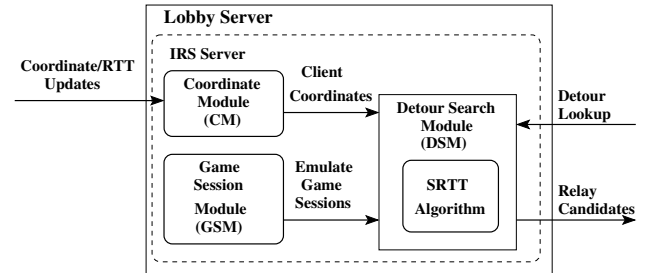 Lobby Server
IRS Server
Coordinate/RTT
Updates
Coordinate
Module
(CM)
Client
Coordinates
Detour Search
Module
(DSM)
Detour
Lookup
Game
Session
Module
(GSM)
Emulate
Game
Sessions
SRTT
Algorithm
Relay
Candidates